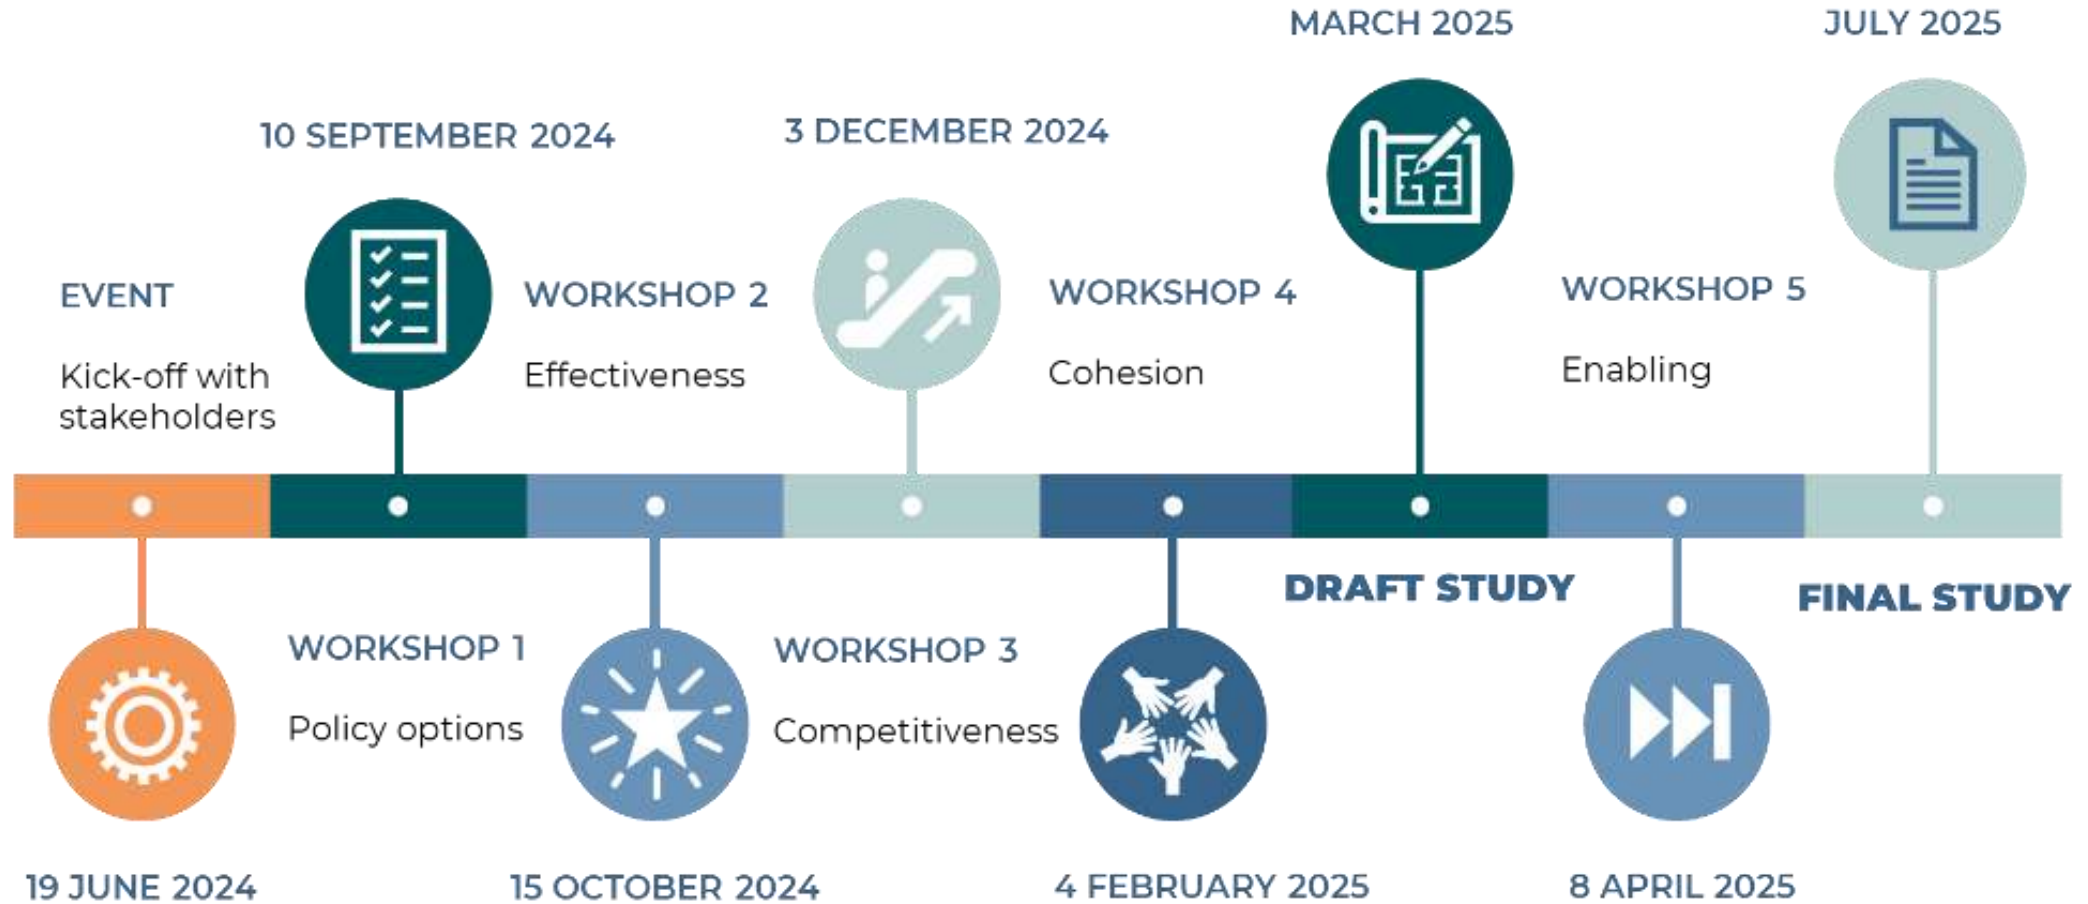 MARCH 2025
JULY 2025
10 SEPTEMBER 2024
3 DECEMBER 2024
EVENT
Kick-off with
stakeholders
WORKSHOP 2
Effectiveness
WORKSHOP 4
Cohesion
WORKSHOP 5
Enabling
DRAFT STUDY
FINAL STUDY
WORKSHOP 1
Policy options
WORKSHOP 3
Competitiveness
19 JUNE 2024
15 OCTOBER 2024
4 FEBRUARY 2025
8 APRIL 2025